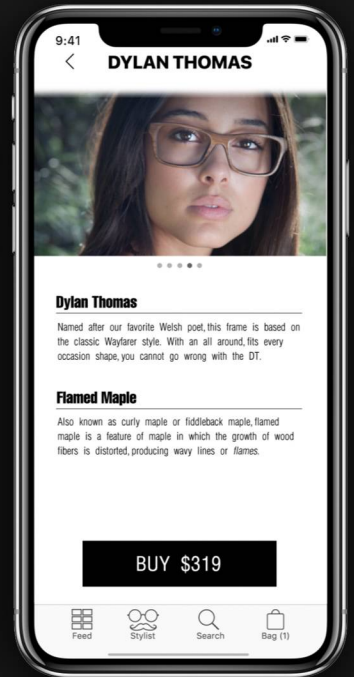 9:41
DYLAN THOMAS
Dylan Thomas
Named after our favorite Welsh poet, this frame is based on
the classic Wayfarer style. With an all around, fits every
occasion shape, you cannot go wrong with the DT.
Flamed Maple
Also known as curly maple or fiddleback maple, flamed
maple is a feature of maple in which the growth of wood
fibers is distorted, producing wavy lines or flames.
BUY $319
Feed Stylist Search Bag (1)